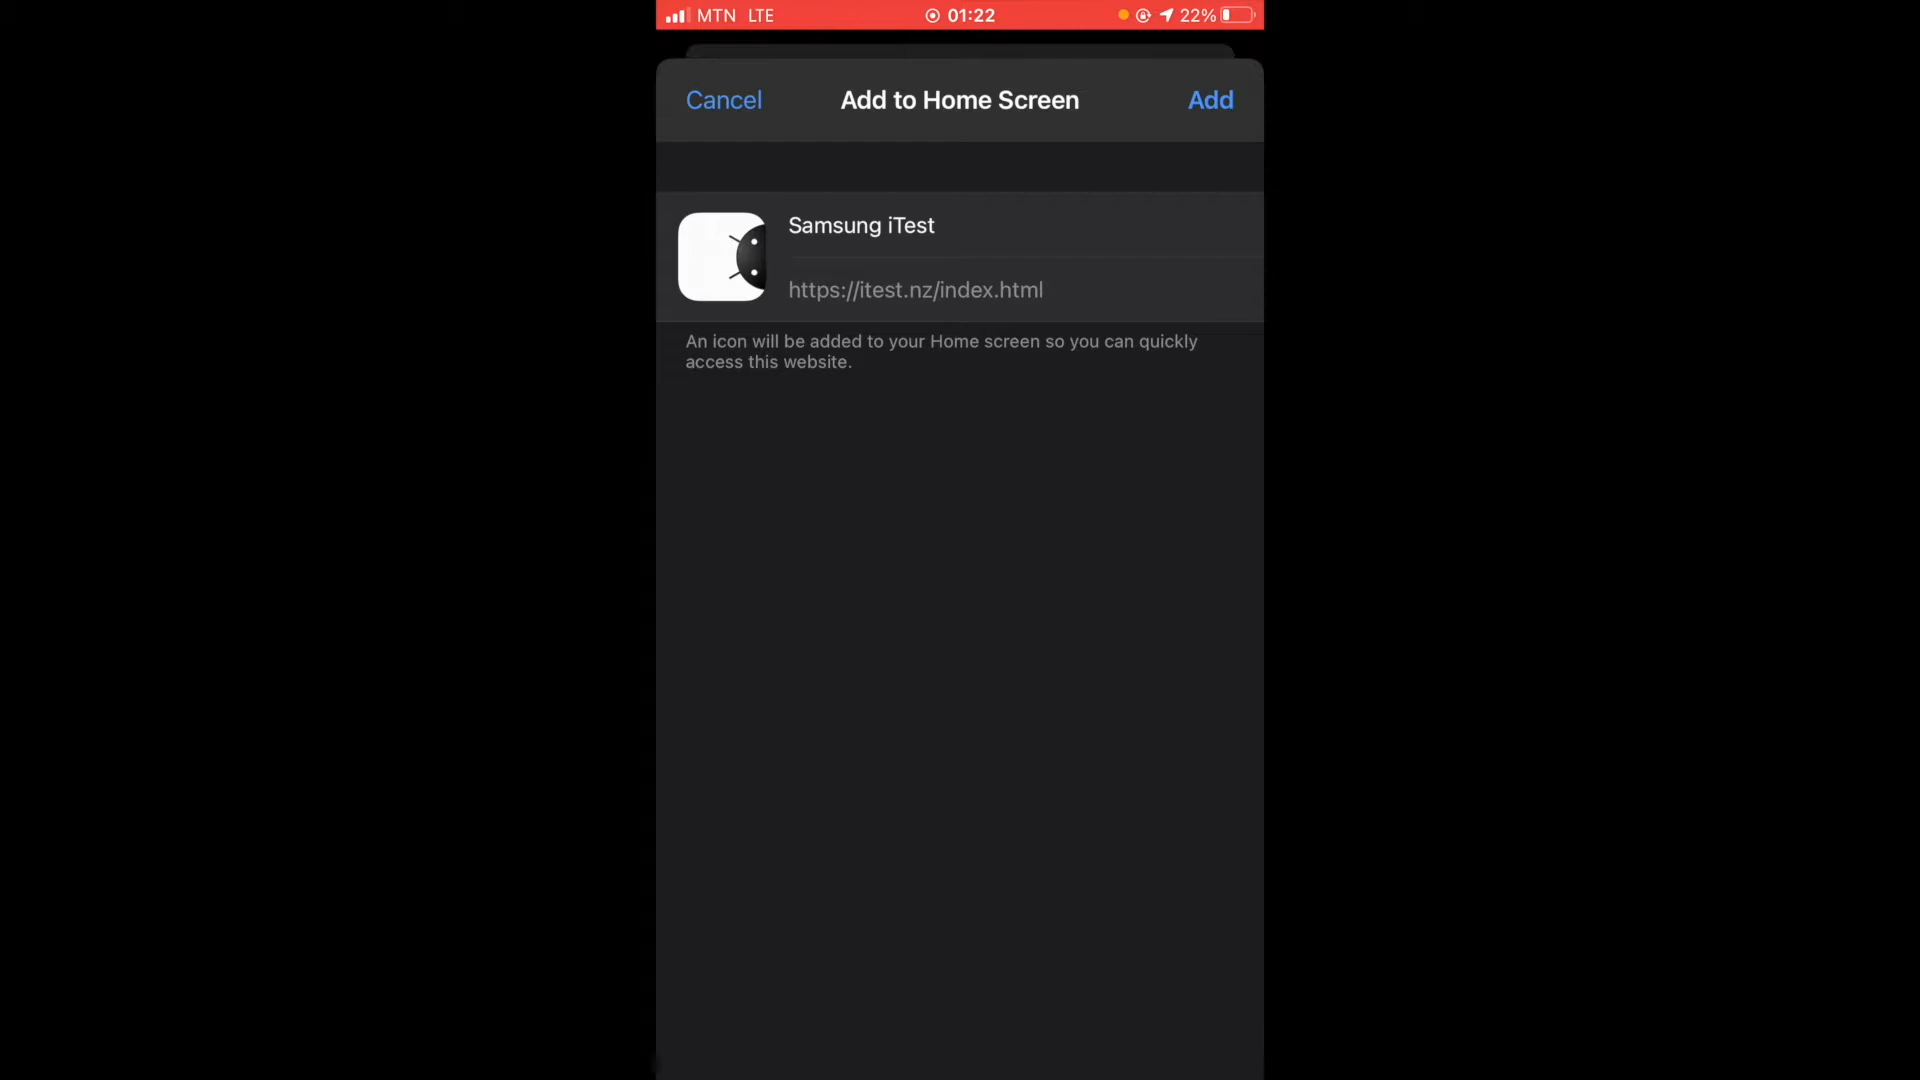 MTN LTE 01:22 22%
Cancel Add to Home Screen Add
Samsung iTest
https://itest.nz/index.html
An icon will be added to your Home screen so you can quickly
access this website.